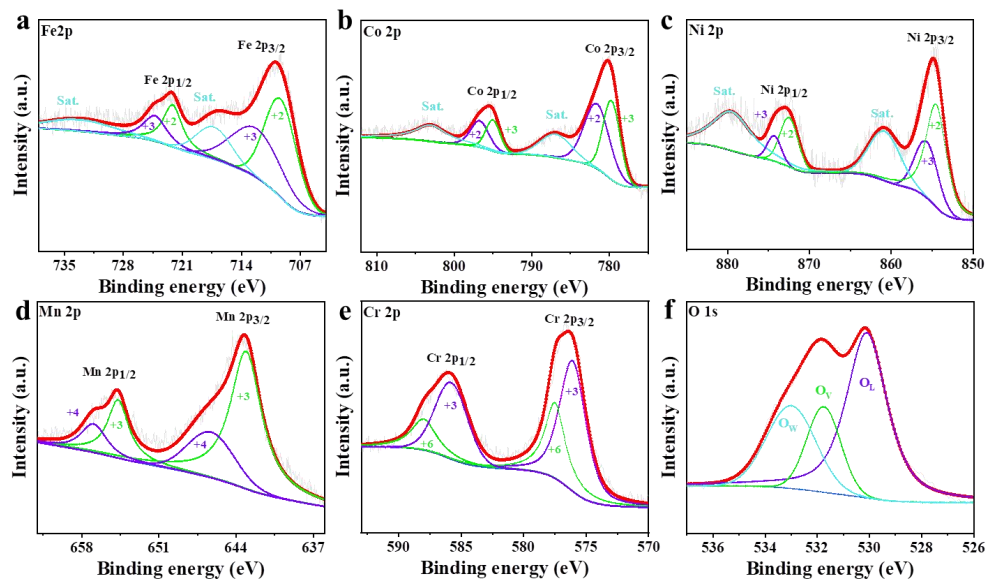 a
Fe2p
Fe 2p3/2
Fe 2p1/2
Sat.
Sat.
+3
+2
+3
+2
Intensity (a.u.)
735 728 721 714 707
Binding energy (eV)
b
Co 2p
Co 2p3/2
Co 2p1/2
Sat.
Sat.
+2
+3
+2
+3
Intensity (a.u.)
810 800 790 780
Binding energy (eV)
c
Ni 2p
Ni 2p3/2
Ni 2p1/2
Sat.
Sat.
+3
+2
+2
+3
Intensity (a.u.)
880 870 860 850
Binding energy (eV)
d
Mn 2p
Mn 2p3/2
Mn 2p1/2
+4
+3
+4
+3
Intensity (a.u.)
658 651 644 637
Binding energy (eV)
e
Cr 2p
Cr 2p3/2
Cr 2p1/2
+6
+3
+6
+3
Intensity (a.u.)
590 585 580 575 570
Binding energy (eV)
f
O 1s
OW
OV
OL
Intensity (a.u.)
536 534 532 530 528 526
Binding energy (eV)